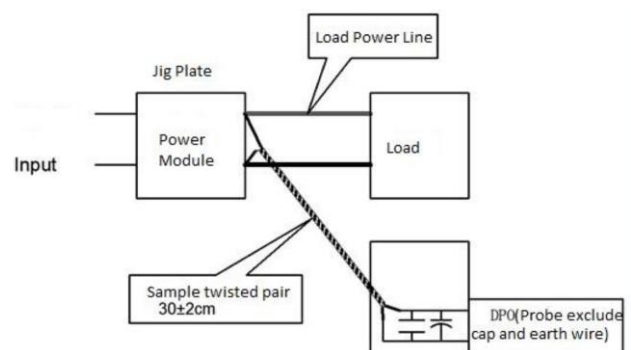 Load Power Line
Jig Plate
Power
Module
Load
Input
Sample twisted pair
30±2cm
DPO(Probe exclude
cap and earth wire)